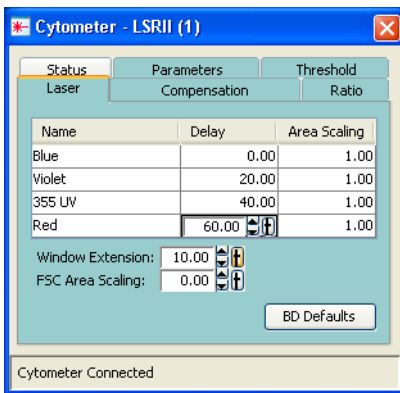 Cytometer - LSRII (1)
Status Parameters Threshold
Laser Compensation Ratio
Name Delay Area Scaling
Blue 0.00 1.00
Violet 20.00 1.00
355 UV 40.00 1.00
Red 60.00 1.00
Window Extension: 10.00
FSC Area Scaling: 0.00
BD Defaults
Cytometer Connected